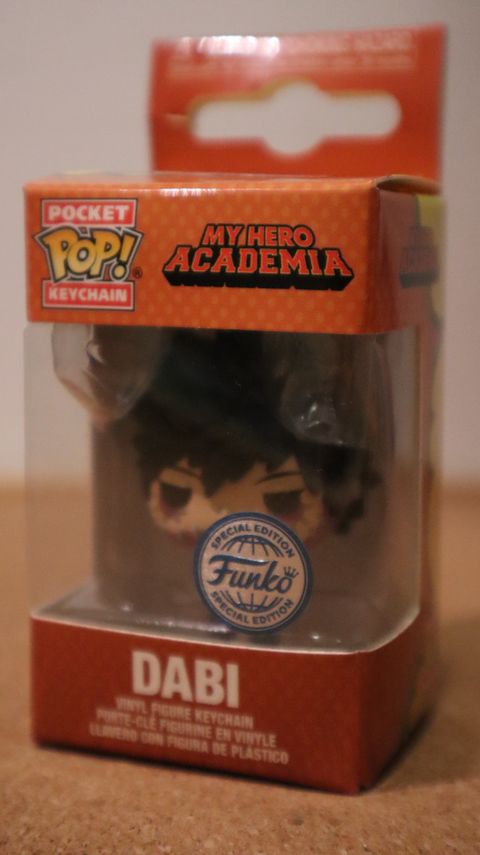 POCKET
POP!®
KEYCHAIN
MY HERO
ACADEMIA
SPECIAL EDITION
Funko
SPECIAL EDITION
DABI
VINYL FIGURE KEYCHAIN
PORTE-CLÉ FIGURINE EN VINYLE
LLAVERO CON FIGURA DE PLÁSTICO